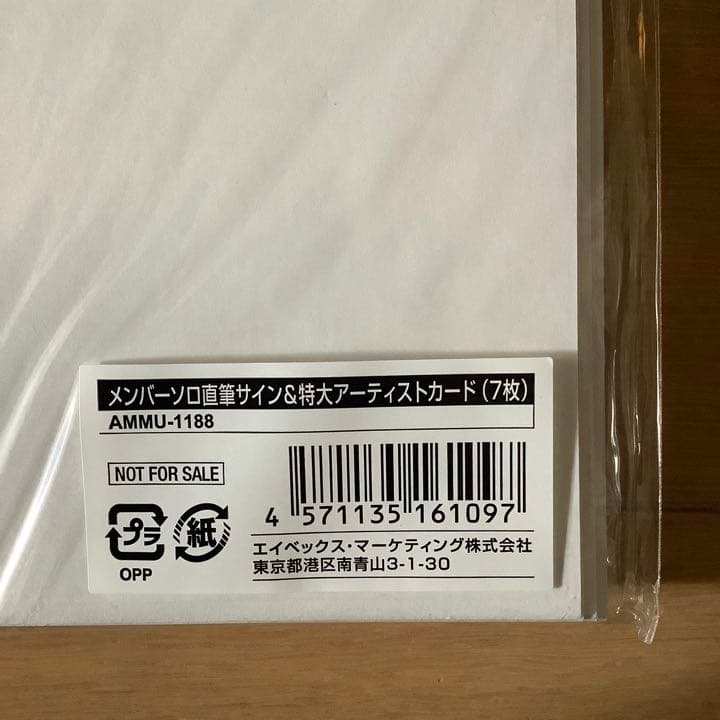 メンバーソロ直筆サイン&特大アーティストカード(7枚)
AMMU-1188
NOT FOR SALE
4 571135 161097
プラ 紙
OPP
エイベックス・マーケティング株式会社
東京都港区南青山3-1-30